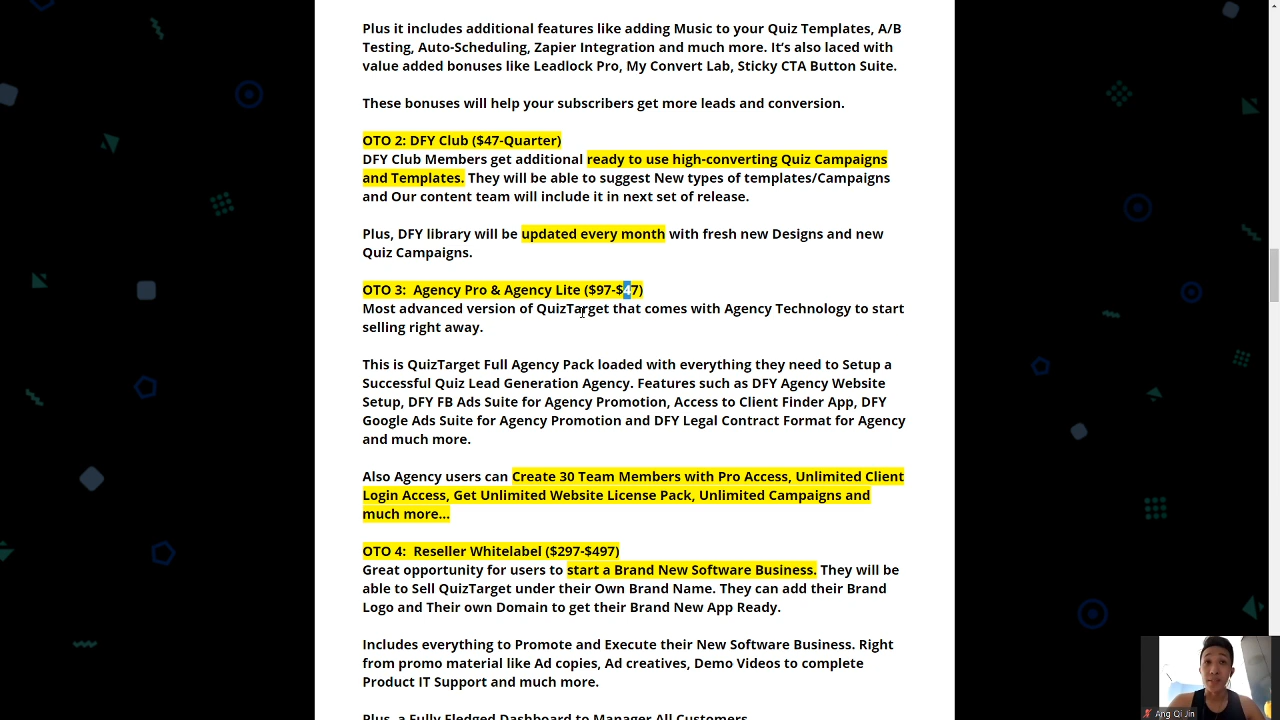 Plus it includes additional features like adding Music to your Quiz Templates, A/B
Testing, Auto-Scheduling, Zapier Integration and much more. It's also laced with
value added bonuses like Leadlock Pro, My Convert Lab, Sticky CTA Button Suite.
These bonuses will help your subscribers get more leads and conversion.
OTO 2: DFY Club ($47-Quarter)
DFY Club Members get additional ready to use high-converting Quiz Campaigns
and Templates. They will be able to suggest New types of templates/Campaigns
and Our content team will include it in next set of release.
Plus, DFY library will be updated every month with fresh new Designs and new
Quiz Campaigns.
OTO 3: Agency Pro & Agency Lite ($97-$47)
Most advanced version of QuizTarget that comes with Agency Technology to start
selling right away.
This is QuizTarget Full Agency Pack loaded with everything they need to Setup a
Successful Quiz Lead Generation Agency. Features such as DFY Agency Website
Setup, DFY FB Ads Suite for Agency Promotion, Access to Client Finder App, DFY
Google Ads Suite for Agency Promotion and DFY Legal Contract Format for Agency
and much more.
Also Agency users can Create 30 Team Members with Pro Access, Unlimited Client
Login Access, Get Unlimited Website License Pack, Unlimited Campaigns and
much more...
OTO 4: Reseller Whitelabel ($297-$497)
Great opportunity for users to start a Brand New Software Business. They will be
able to Sell QuizTarget under their Own Brand Name. They can add their Brand
Logo and Their own Domain to get their Brand New App Ready.
Includes everything to Promote and Execute their New Software Business. Right
from promo material like Ad copies, Ad creatives, Demo Videos to complete
Product IT Support and much more.
Plus, a Fully Fledged Dashboard to Manager All Customers.
Ang Qi Jin